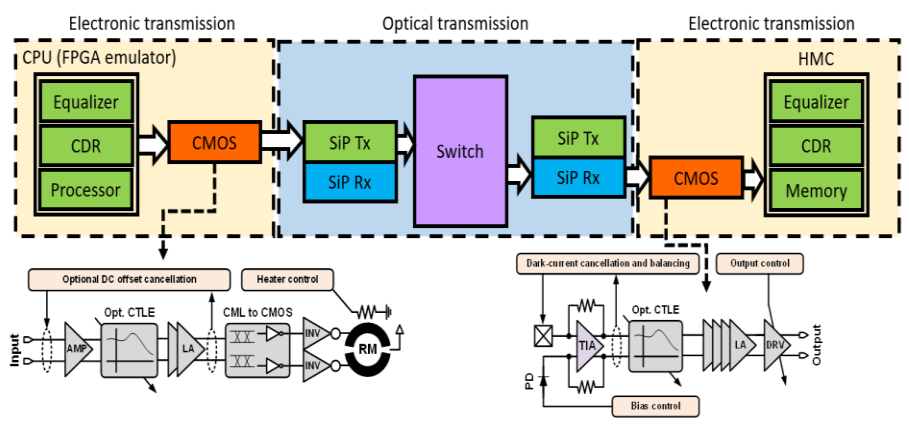 Electronic transmission
Optical transmission
Electronic transmission
CPU (FPGA emulator)
HMC
Equalizer
CDR
Processor
CMOS
SiP Tx
SiP Rx
Switch
SiP Tx
SiP Rx
CMOS
Equalizer
CDR
Memory
Optional DC offset cancellation
Heater control
Opt. CTLE
CML to CMOS
Input
AMP
LA
INV
INV
RM
Dark-current cancellation and balancing
Output control
Opt. CTLE
TIA
LA
DRV
Output
PD
Bias control